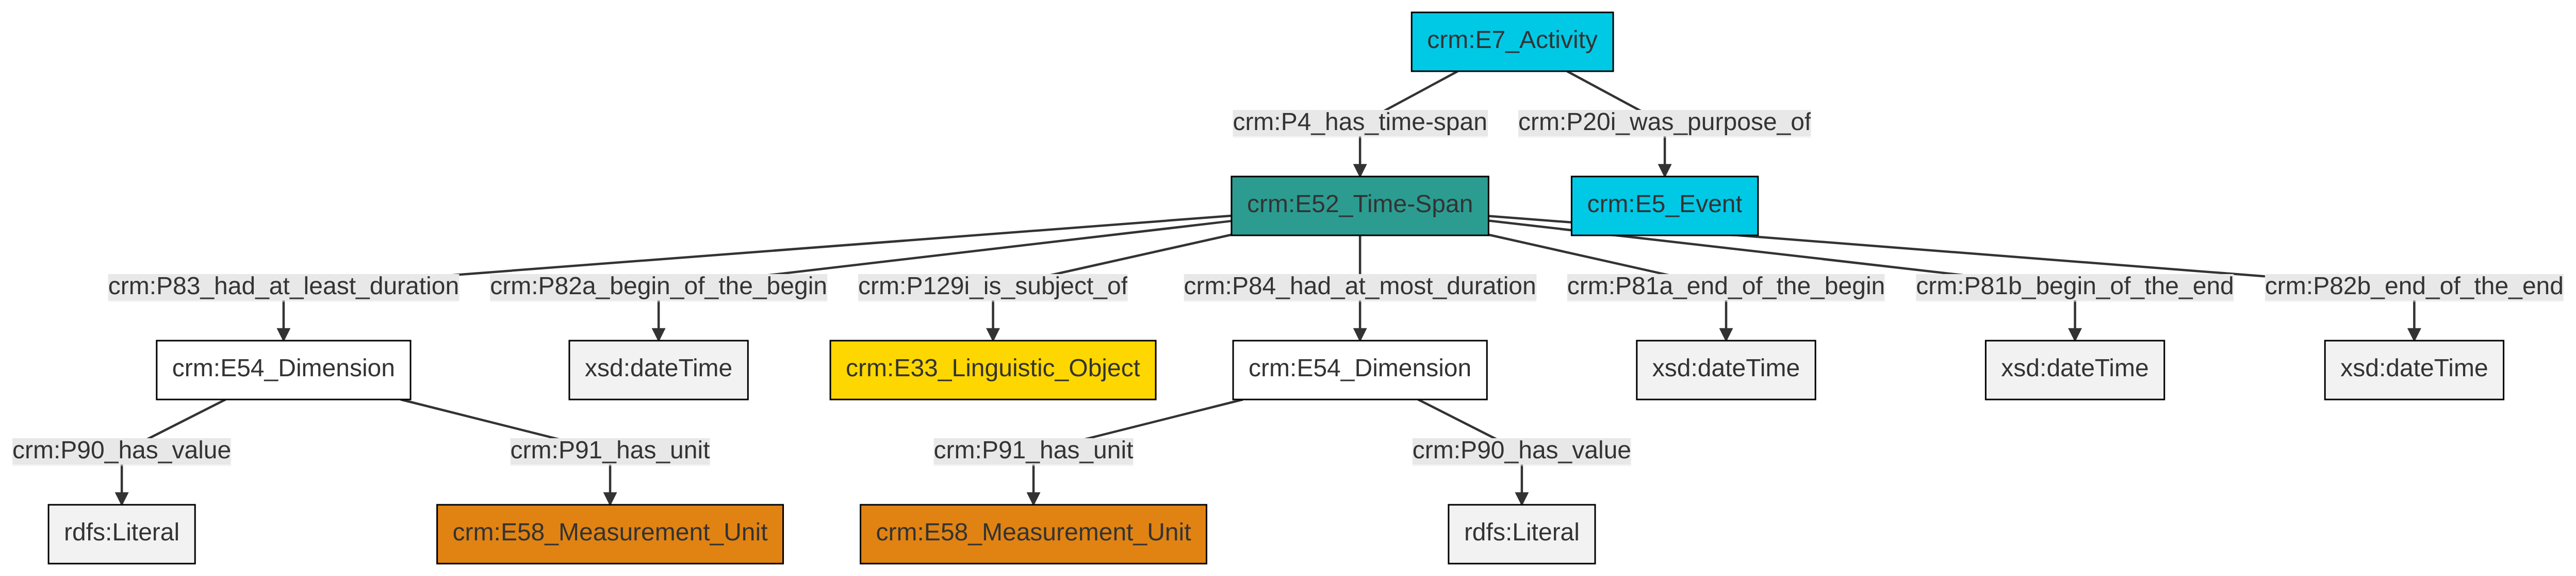 crm:E7_Activity
crm:P4_has_time-span
crm:P20i_was_purpose_of
crm:E52_Time-Span
crm:E5_Event
crm:P83_had_at_least_duration
crm:P82a_begin_of_the_begin
crm:P129i_is_subject_of
crm:P84_had_at_most_duration
crm:P81a_end_of_the_begin
crm:P81b_begin_of_the_end
crm:P82b_end_of_the_end
crm:E54_Dimension
xsd:dateTime
crm:E33_Linguistic_Object
crm:E54_Dimension
xsd:dateTime
xsd:dateTime
xsd:dateTime
crm:P90_has_value
crm:P91_has_unit
crm:P91_has_unit
crm:P90_has_value
rdfs:Literal
crm:E58_Measurement_Unit
crm:E58_Measurement_Unit
rdfs:Literal